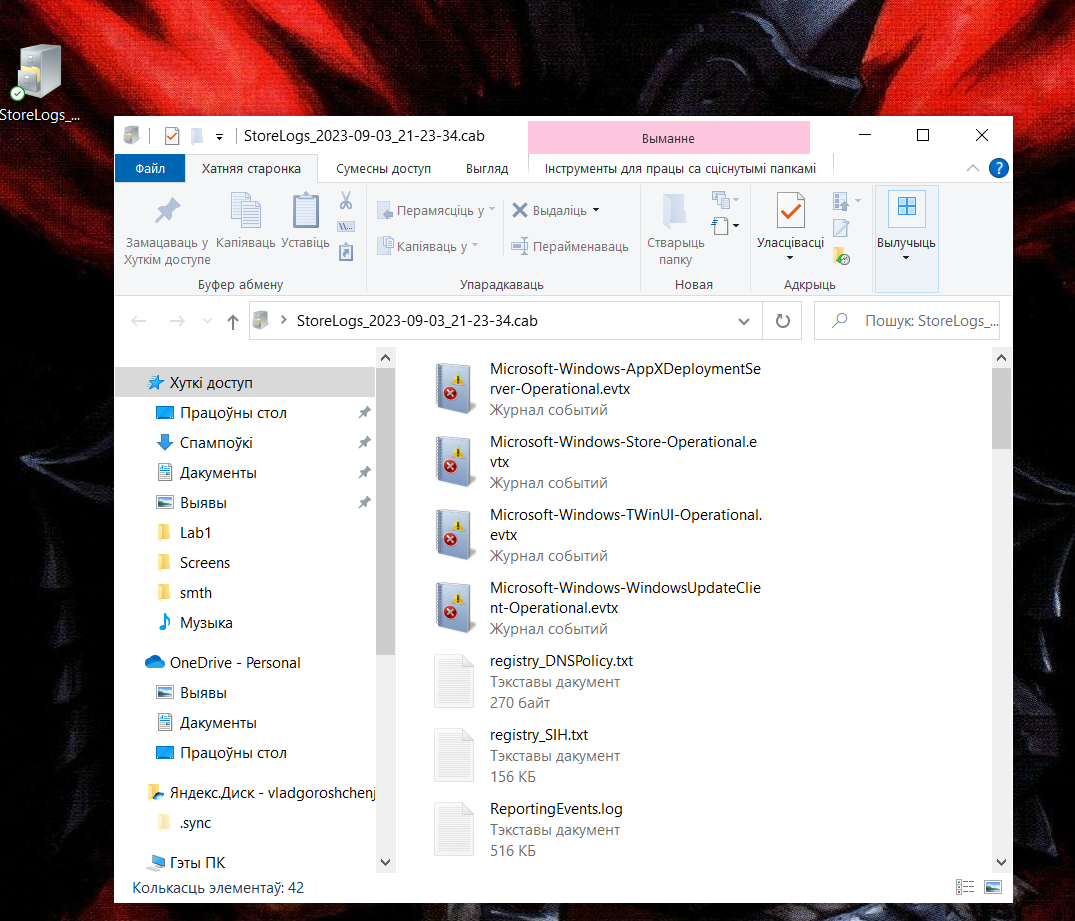 StoreLogs_...
StoreLogs_2023-09-03_21-23-34.cab
Выманне
Файл
Хатняя старонка
Сумесны доступ
Выгляд
Інструменты для працы са сціснутымі папкамі
?
Замацаваць у
Хуткім доступе
Капіяваць
Уставіць
W...
Буфер абмену
Перамясціць у
Капіяваць у
Выдаліць
Перайменаваць
Упарадкаваць
Стварыць
папку
Новая
Уласцівасці
Адкрыць
Вылучыць
StoreLogs_2023-09-03_21-23-34.cab
Пошук: StoreLogs_...
Хуткі доступ
Працоўны стол
Спампоўкі
Дакументы
Выявы
Lab1
Screens
smth
Музыка
OneDrive - Personal
Выявы
Дакументы
Працоўны стол
Яндекс.Диск - vladgoroshchenj
.sync
Гэты ПК
Microsoft-Windows-AppXDeploymentSe
rver-Operational.evtx
Журнал событий
Microsoft-Windows-Store-Operational.e
vtx
Журнал событий
Microsoft-Windows-TWinUI-Operational.
evtx
Журнал событий
Microsoft-Windows-WindowsUpdateClie
nt-Operational.evtx
Журнал событий
registry_DNSPolicy.txt
Тэкставы дакумент
270 байт
registry_SIH.txt
Тэкставы дакумент
156 КБ
ReportingEvents.log
Тэкставы дакумент
516 КБ
Колькасць элементаў: 42